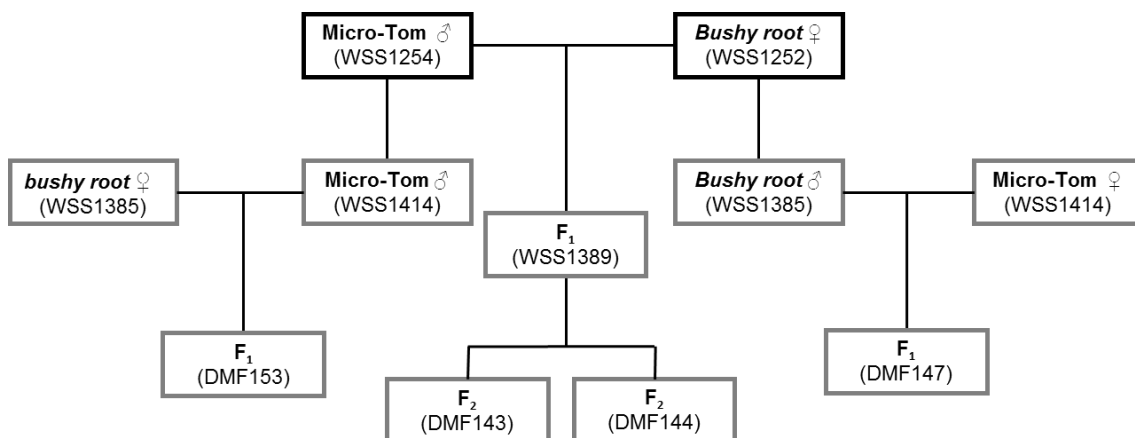 Micro-Tom ♂
(WSS1254)
Bushy root ♀
(WSS1252)
bushy root ♀
(WSS1385)
Micro-Tom ♂
(WSS1414)
Bushy root ♂
(WSS1385)
Micro-Tom ♀
(WSS1414)
F₁
(WSS1389)
F₁
(DMF153)
F₁
(DMF147)
F₂
(DMF143)
F₂
(DMF144)